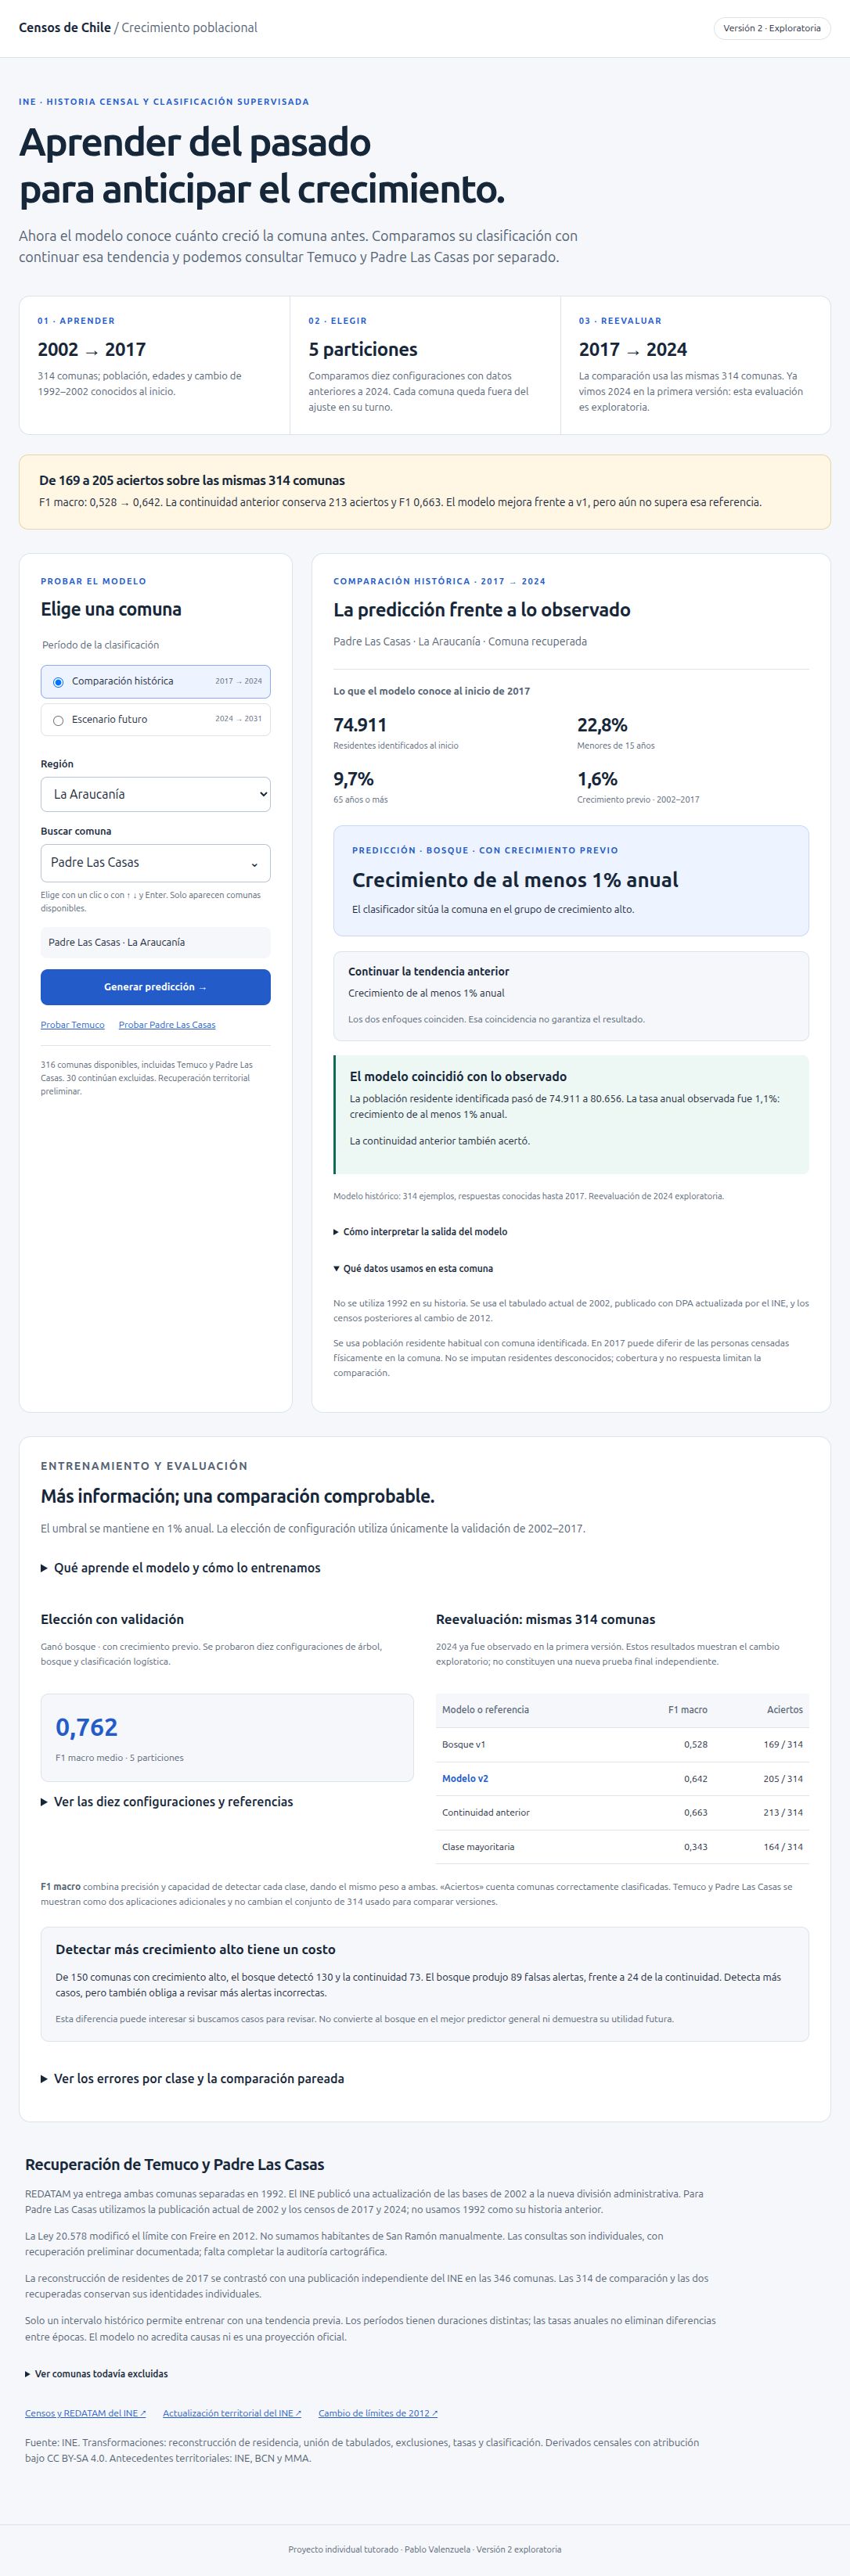 Censos de Chile / Crecimiento poblacional
Versión 2 · Exploratoria
INE · HISTORIA CENSAL Y CLASIFICACIÓN SUPERVISADA
Aprender del pasado
para anticipar el crecimiento.
Ahora el modelo conoce cuánto creció la comuna antes. Comparamos su clasificación con
continuar esa tendencia y podemos consultar Temuco y Padre Las Casas por separado.
01 · APRENDER
2002 → 2017
314 comunas; población, edades y cambio de
1992–2002 conocidos al inicio.
02 · ELEGIR
5 particiones
Comparamos diez configuraciones con datos
anteriores a 2024. Cada comuna queda fuera del
ajuste en su turno.
03 · REEVALUAR
2017 → 2024
La comparación usa las mismas 314 comunas. Ya
vimos 2024 en la primera versión: esta evaluación
es exploratoria.
De 169 a 205 aciertos sobre las mismas 314 comunas
F1 macro: 0,528 → 0,642. La continuidad anterior conserva 213 aciertos y F1 0,663. El modelo mejora frente a v1, pero aún no supera esa referencia.
PROBAR EL MODELO
Elige una comuna
Período de la clasificación
Comparación histórica 2017 → 2024
Escenario futuro 2024 → 2031
Región
La Araucanía
Buscar comuna
Padre Las Casas
Elige con un clic o con ↑ ↓ y Enter. Solo aparecen comunas
disponibles.
Padre Las Casas · La Araucanía
Generar predicción →
Probar Temuco Probar Padre Las Casas
316 comunas disponibles, incluidas Temuco y Padre Las
Casas. 30 continúan excluidas. Recuperación territorial
preliminar.
COMPARACIÓN HISTÓRICA · 2017 → 2024
La predicción frente a lo observado
Padre Las Casas · La Araucanía · Comuna recuperada
Lo que el modelo conoce al inicio de 2017
74.911
Residentes identificados al inicio
22,8%
Menores de 15 años
9,7%
65 años o más
1,6%
Crecimiento previo · 2002–2017
PREDICCIÓN · BOSQUE · CON CRECIMIENTO PREVIO
Crecimiento de al menos 1% anual
El clasificador sitúa la comuna en el grupo de crecimiento alto.
Continuar la tendencia anterior
Crecimiento de al menos 1% anual
Los dos enfoques coinciden. Esa coincidencia no garantiza el resultado.
El modelo coincidió con lo observado
La población residente identificada pasó de 74.911 a 80.656. La tasa anual observada fue 1,1%:
crecimiento de al menos 1% anual.
La continuidad anterior también acertó.
Modelo histórico: 314 ejemplos, respuestas conocidas hasta 2017. Reevaluación de 2024 exploratoria.
▶ Cómo interpretar la salida del modelo
▼ Qué datos usamos en esta comuna
No se utiliza 1992 en su historia. Se usa el tabulado actual de 2002, publicado con DPA actualizada por el INE, y los
censos posteriores al cambio de 2012.
Se usa población residente habitual con comuna identificada. En 2017 puede diferir de las personas censadas
físicamente en la comuna. No se imputan residentes desconocidos; cobertura y no respuesta limitan la
comparación.
ENTRENAMIENTO Y EVALUACIÓN
Más información; una comparación comprobable.
El umbral se mantiene en 1% anual. La elección de configuración utiliza únicamente la validación de 2002–2017.
▶ Qué aprende el modelo y cómo lo entrenamos
Elección con validación
Ganó bosque · con crecimiento previo. Se probaron diez configuraciones de árbol,
bosque y clasificación logística.
0,762
F1 macro medio · 5 particiones
▶ Ver las diez configuraciones y referencias
Reevaluación: mismas 314 comunas
2024 ya fue observado en la primera versión. Estos resultados muestran el cambio
exploratorio; no constituyen una nueva prueba final independiente.
Modelo o referencia F1 macro Aciertos
Bosque v1 0,528 169 / 314
Modelo v2 0,642 205 / 314
Continuidad anterior 0,663 213 / 314
Clase mayoritaria 0,343 164 / 314
F1 macro combina precisión y capacidad de detectar cada clase, dando el mismo peso a ambas. «Aciertos» cuenta comunas correctamente clasificadas. Temuco y Padre Las Casas se
muestran como dos aplicaciones adicionales y no cambian el conjunto de 314 usado para comparar versiones.
Detectar más crecimiento alto tiene un costo
De 150 comunas con crecimiento alto, el bosque detectó 130 y la continuidad 73. El bosque produjo 89 falsas alertas, frente a 24 de la continuidad. Detecta más
casos, pero también obliga a revisar más alertas incorrectas.
Esta diferencia puede interesar si buscamos casos para revisar. No convierte al bosque en el mejor predictor general ni demuestra su utilidad futura.
▶ Ver los errores por clase y la comparación pareada
Recuperación de Temuco y Padre Las Casas
REDATAM ya entrega ambas comunas separadas en 1992. El INE publicó una actualización de las bases de 2002 a la nueva división administrativa. Para
Padre Las Casas utilizamos la publicación actual de 2002 y los censos de 2017 y 2024; no usamos 1992 como su historia anterior.
La Ley 20.578 modificó el límite con Freire en 2012. No sumamos habitantes de San Ramón manualmente. Las consultas son individuales, con
recuperación preliminar documentada; falta completar la auditoría cartográfica.
La reconstrucción de residentes de 2017 se contrastó con una publicación independiente del INE en las 346 comunas. Las 314 de comparación y las dos
recuperadas conservan sus identidades individuales.
Solo un intervalo histórico permite entrenar con una tendencia previa. Los períodos tienen duraciones distintas; las tasas anuales no eliminan diferencias
entre épocas. El modelo no acredita causas ni es una proyección oficial.
▶ Ver comunas todavía excluidas
Censos y REDATAM del INE ↗ Actualización territorial del INE ↗ Cambio de límites de 2012 ↗
Fuente: INE. Transformaciones: reconstrucción de residencia, unión de tabulados, exclusiones, tasas y clasificación. Derivados censales con atribución
bajo CC BY-SA 4.0. Antecedentes territoriales: INE, BCN y MMA.
Proyecto individual tutorado · Pablo Valenzuela · Versión 2 exploratoria